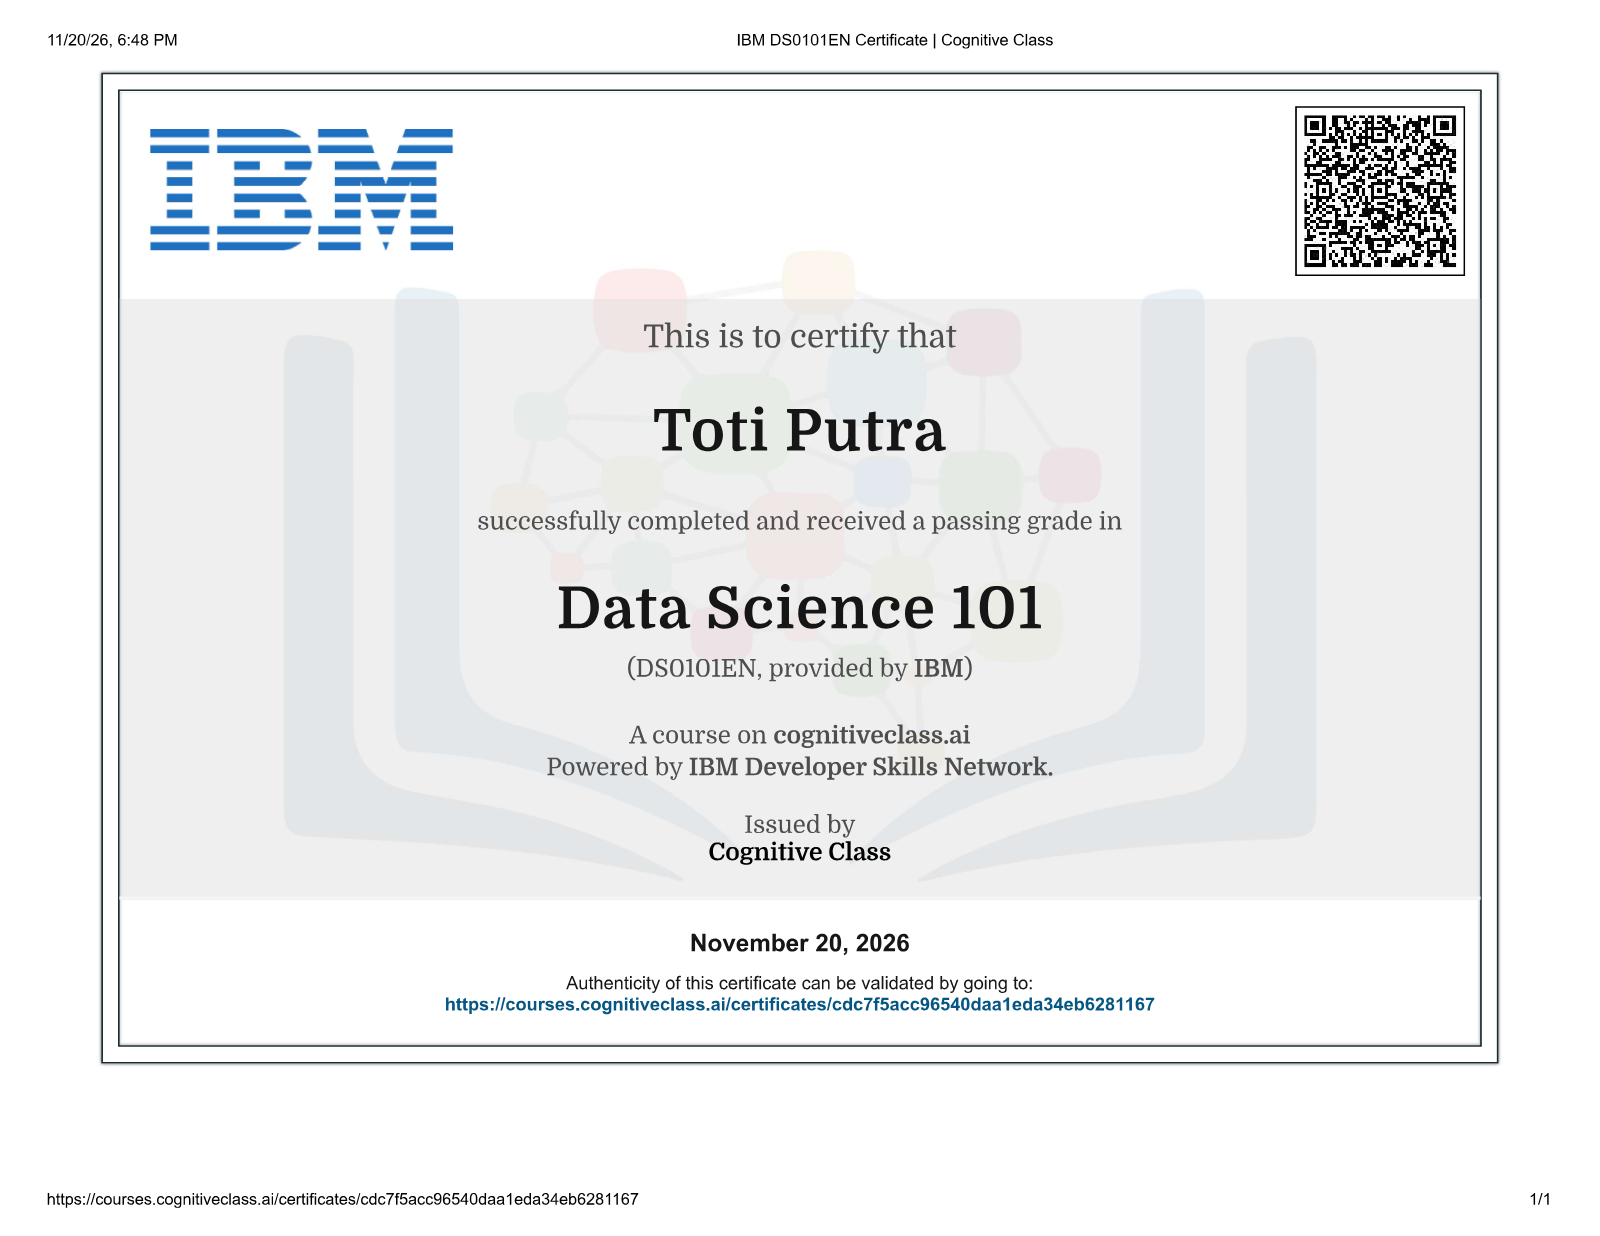 11/20/26, 6:48 PM
IBM DS0101EN Certificate | Cognitive Class
IBM
This is to certify that
Toti Putra
successfully completed and received a passing grade in
Data Science 101
(DS0101EN, provided by IBM)
A course on cognitiveclass.ai
Powered by IBM Developer Skills Network.
Issued by
Cognitive Class
November 20, 2026
Authenticity of this certificate can be validated by going to:
https://courses.cognitiveclass.ai/certificates/cdc7f5acc96540daa1eda34eb6281167
https://courses.cognitiveclass.ai/certificates/cdc7f5acc96540daa1eda34eb6281167
1/1